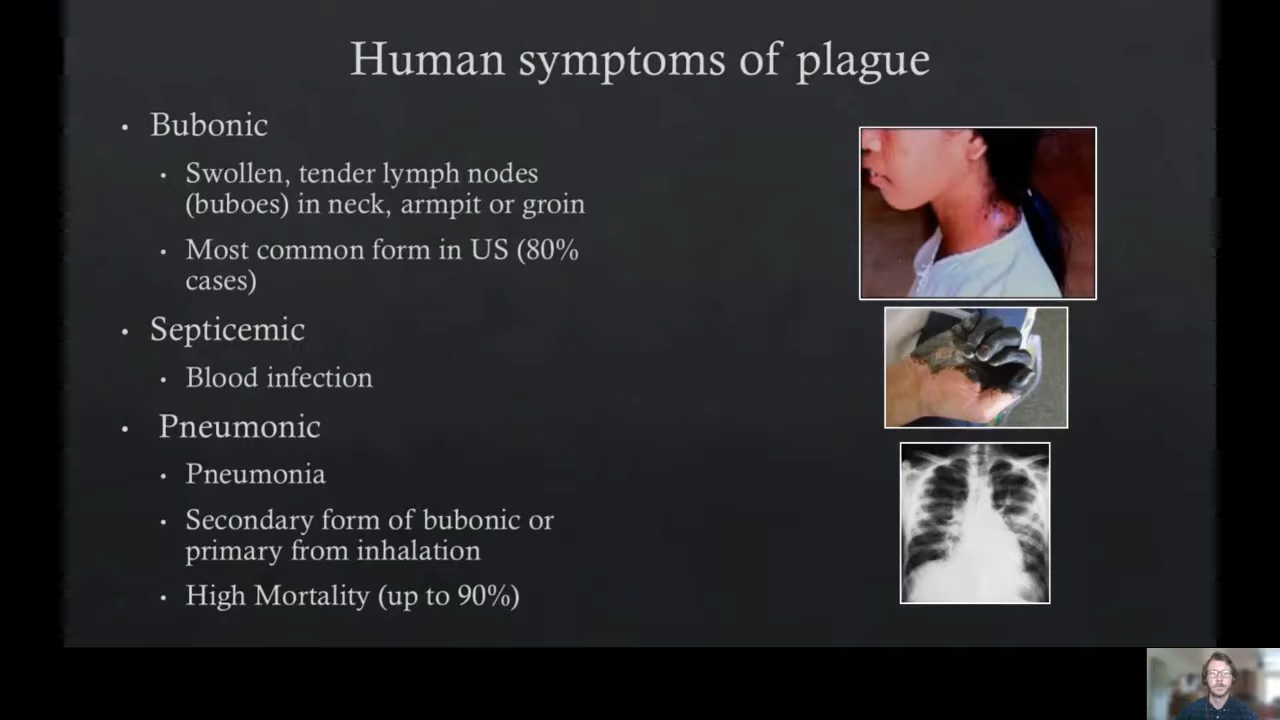 Human symptoms of plague
• Bubonic
• Swollen, tender lymph nodes
(buboes) in neck, armpit or groin
• Most common form in US (80%
cases)
• Septicemic
• Blood infection
• Pneumonic
• Pneumonia
• Secondary form of bubonic or
primary from inhalation
• High Mortality (up to 90%)